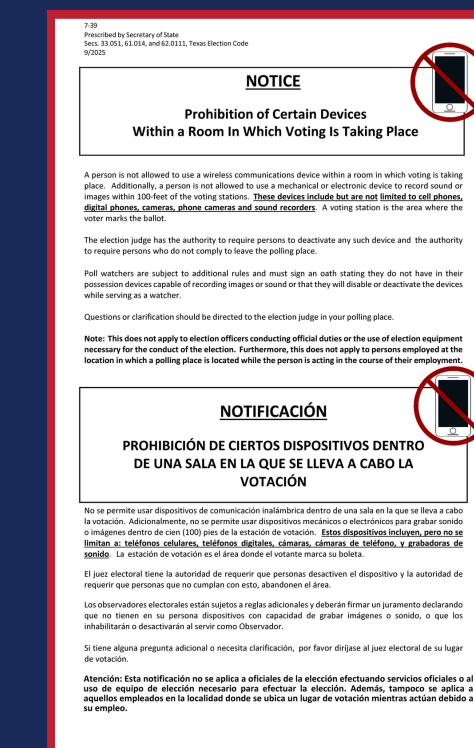 7-39
Prescribed by Secretary of State
Secs. 33.051, 61.014, and 62.0111, Texas Election Code
9/2025
NOTICE
Prohibition of Certain Devices
Within a Room In Which Voting Is Taking Place
A person is not allowed to use a wireless communications device within a room in which voting is taking
place. Additionally, a person is not allowed to use a mechanical or electronic device to record sound or
images within 100-feet of the voting stations. These devices include but are not limited to cell phones,
digital phones, cameras, phone cameras and sound recorders. A voting station is the area where the
voter marks the ballot.
The election judge has the authority to require persons to deactivate any such device and the authority
to require persons who do not comply to leave the polling place.
Poll watchers are subject to additional rules and must sign an oath stating they do not have in their
possession devices capable of recording images or sound or that they will disable or deactivate the devices
while serving as a watcher.
Questions or clarification should be directed to the election judge in your polling place.
Note: This does not apply to election officers conducting official duties or the use of election equipment
necessary for the conduct of the election. Furthermore, this does not apply to persons employed at the
location in which a polling place is located while the person is acting in the course of their employment.
NOTIFICACIÓN
PROHIBICIÓN DE CIERTOS DISPOSITIVOS DENTRO
DE UNA SALA EN LA QUE SE LLEVA A CABO LA
VOTACIÓN
No se permite usar dispositivos de comunicación inalámbrica dentro de una sala en la que se lleva a cabo
la votación. Adicionalmente, no se permite usar dispositivos mecánicos o electrónicos para grabar sonido
o imágenes dentro de cien (100) pies de la estación de votación. Estos dispositivos incluyen, pero no se
limitan a: teléfonos celulares, teléfonos digitales, cámaras, cámaras de teléfono, y grabadoras de
sonido. La estación de votación es el área donde el votante marca su boleta.
El juez electoral tiene la autoridad de requerir que personas desactiven el dispositivo y la autoridad de
requerir que personas que no cumplan con esto, abandonen el área.
Los observadores electorales están sujetos a reglas adicionales y deberán firmar un juramento declarando
que no tienen en su persona dispositivos con capacidad de grabar imágenes o sonido, o que los
inhabilitarán o desactivarán al servir como Observador.
Si tiene alguna pregunta adicional o necesita clarificación, por favor diríjase al juez electoral de su lugar
de votación.
Atención: Esta notificación no se aplica a oficiales de la elección efectuando servicios oficiales o al
uso de equipo de elección necesario para efectuar la elección. Además, tampoco se aplica a
aquellos empleados en la localidad donde se ubica un lugar de votación mientras actúan debido a
su empleo.